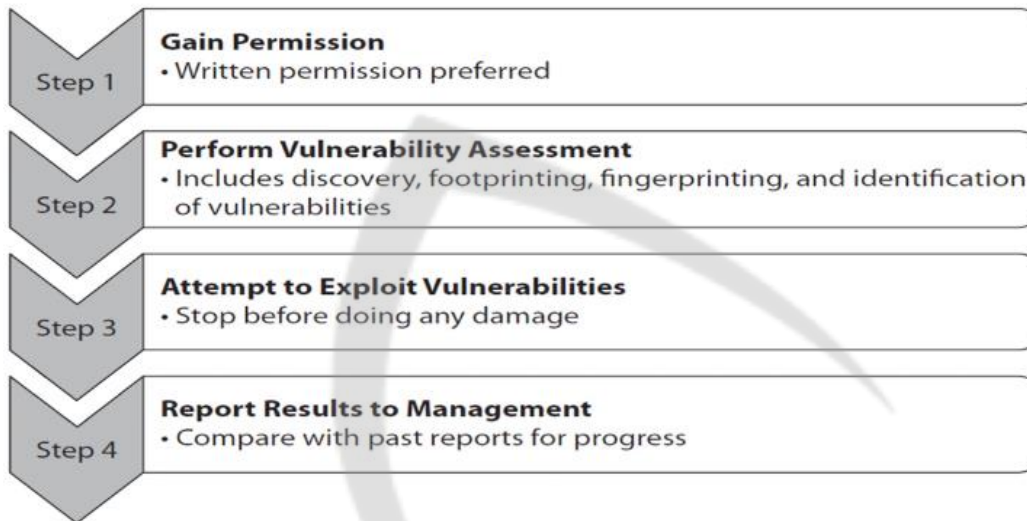 Step 1
Gain Permission
• Written permission preferred
Step 2
Perform Vulnerability Assessment
• Includes discovery, footprinting, fingerprinting, and identification
of vulnerabilities
Step 3
Attempt to Exploit Vulnerabilities
• Stop before doing any damage
Step 4
Report Results to Management
• Compare with past reports for progress